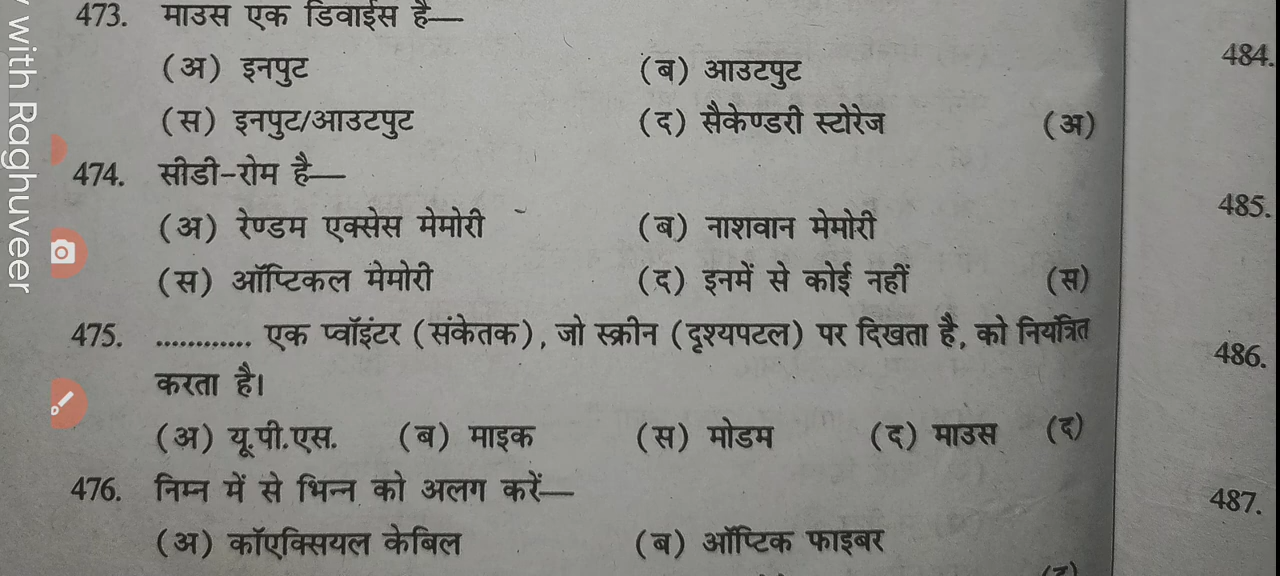 with Raghuveer
473. माउस एक डिवाईस है—
(अ) इनपुट (ब) आउटपुट
(स) इनपुट/आउटपुट (द) सैकेण्डरी स्टोरेज (अ)
474. सीडी-रोम है—
(अ) रेण्डम एक्सेस मेमोरी (ब) नाशवान मेमोरी
(स) ऑप्टिकल मेमोरी (द) इनमें से कोई नहीं (स)
475. ............ एक प्वॉइंटर (संकेतक), जो स्क्रीन (दृश्यपटल) पर दिखता है, को नियंत्रित
करता है।
(अ) यू.पी.एस. (ब) माइक (स) मोडम (द) माउस (द)
476. निम्न में से भिन्न को अलग करें—
(अ) कॉएक्सियल केबिल (ब) ऑप्टिक फाइबर
484.
485.
486.
487.